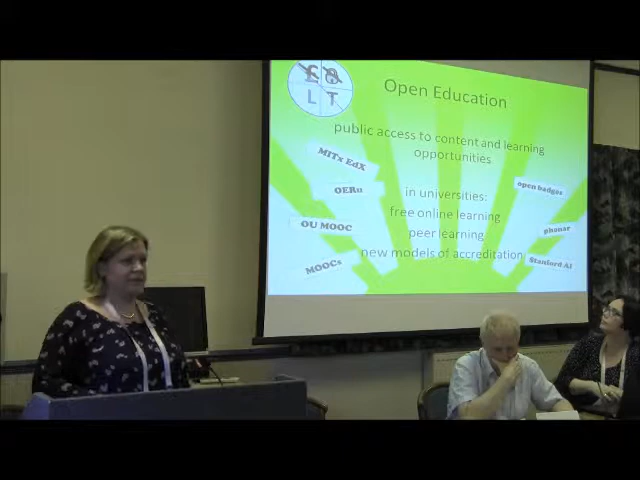 £ 8
L T
Open Education
public access to content and learning
opportunities
MITx EdX
OERu
OU MOOC
MOOCs
in universities:
free online learning
peer learning
new models of accreditation
open badges
phonar
Stanford AI